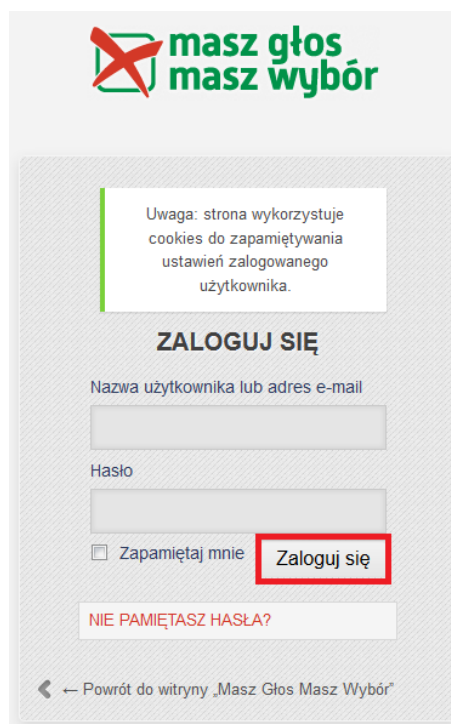 masz głos
masz wybór
Uwaga: strona wykorzystuje
cookies do zapamiętywania
ustawień zalogowanego
użytkownika.
ZALOGUJ SIĘ
Nazwa użytkownika lub adres e-mail
Hasło
Zapamiętaj mnie
Zaloguj się
NIE PAMIĘTASZ HASŁA?
← Powrót do witryny „Masz Głos Masz Wybór”